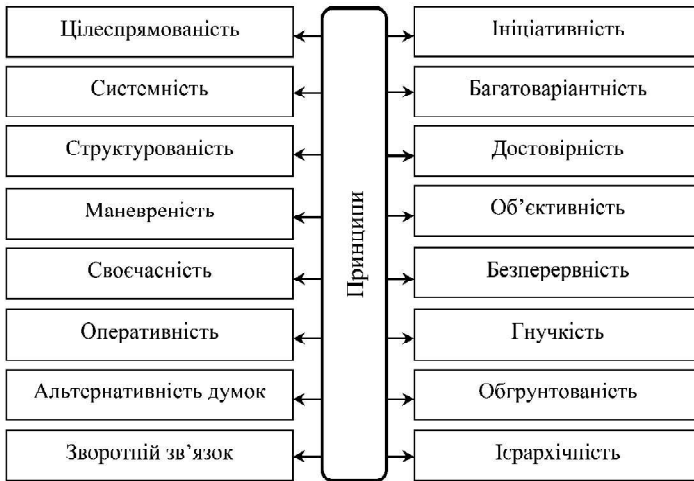 Цілеспрямованість
Системність
Структурованість
Маневреність
Своєчасність
Оперативність
Альтернативність думок
Зворотній зв’язок
Принципи
Ініціативність
Багатоваріантність
Достовірність
Об’єктивність
Безперервність
Гнучкість
Обгрунтованість
Ієрархічність